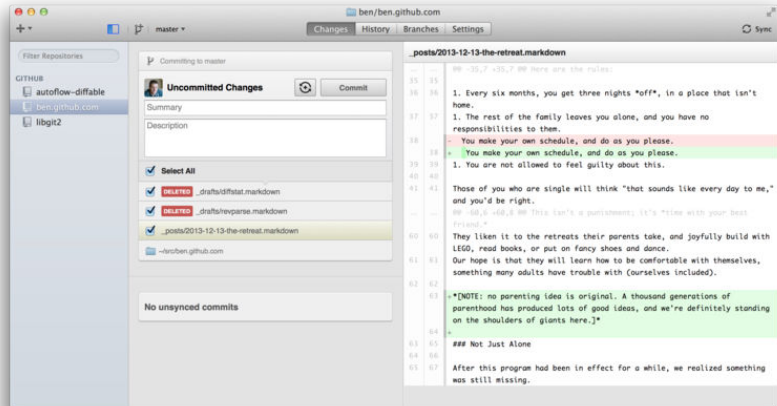 ben/ben.github.com
master
Changes
History
Branches
Settings
Sync
Filter Repositories
GITHUB
autoflow-diffable
ben.github.com
libgit2
Committing to master
Uncommitted Changes
Commit
Summary
Description
Select All
DELETED _drafts/diffstat.markdown
DELETED _drafts/revparse.markdown
_posts/2013-12-13-the-retreat.markdown
~/src/ben.github.com
No unsynced commits
_posts/2013-12-13-the-retreat.markdown
... ... @@ -35,7 +35,7 @@ Here are the rules:
35 35
36 36 1. Every six months, you get three nights *off*, in a place that isn't
home.
37 37 1. The rest of the family leaves you alone, and you have no
responsibilities to them.
38 - You make your own schedule, and do as you please.
38 + You make your own schedule, and do as you please.
39 39 1. You are not allowed to feel guilty about this.
40 40
41 41 Those of you who are single will think "that sounds like every day to me,"
and you'd be right.
... ... @@ -60,6 +60,8 @@ This isn't a punishment; it's *time with your best
friend.*
60 60 They liken it to the retreats their parents take, and joyfully build with
LEGO, read books, or put on fancy shoes and dance.
61 61 Our hope is that they will learn how to be comfortable with themselves,
something many adults have trouble with (ourselves included).
62 62
63 +*[NOTE: no parenting idea is original. A thousand generations of
parenthood has produced lots of good ideas, and we're definitely standing
on the shoulders of giants here.]*
64 +
63 65 ### Not Just Alone
64 66
65 67 After this program had been in effect for a while, we realized something
was still missing.